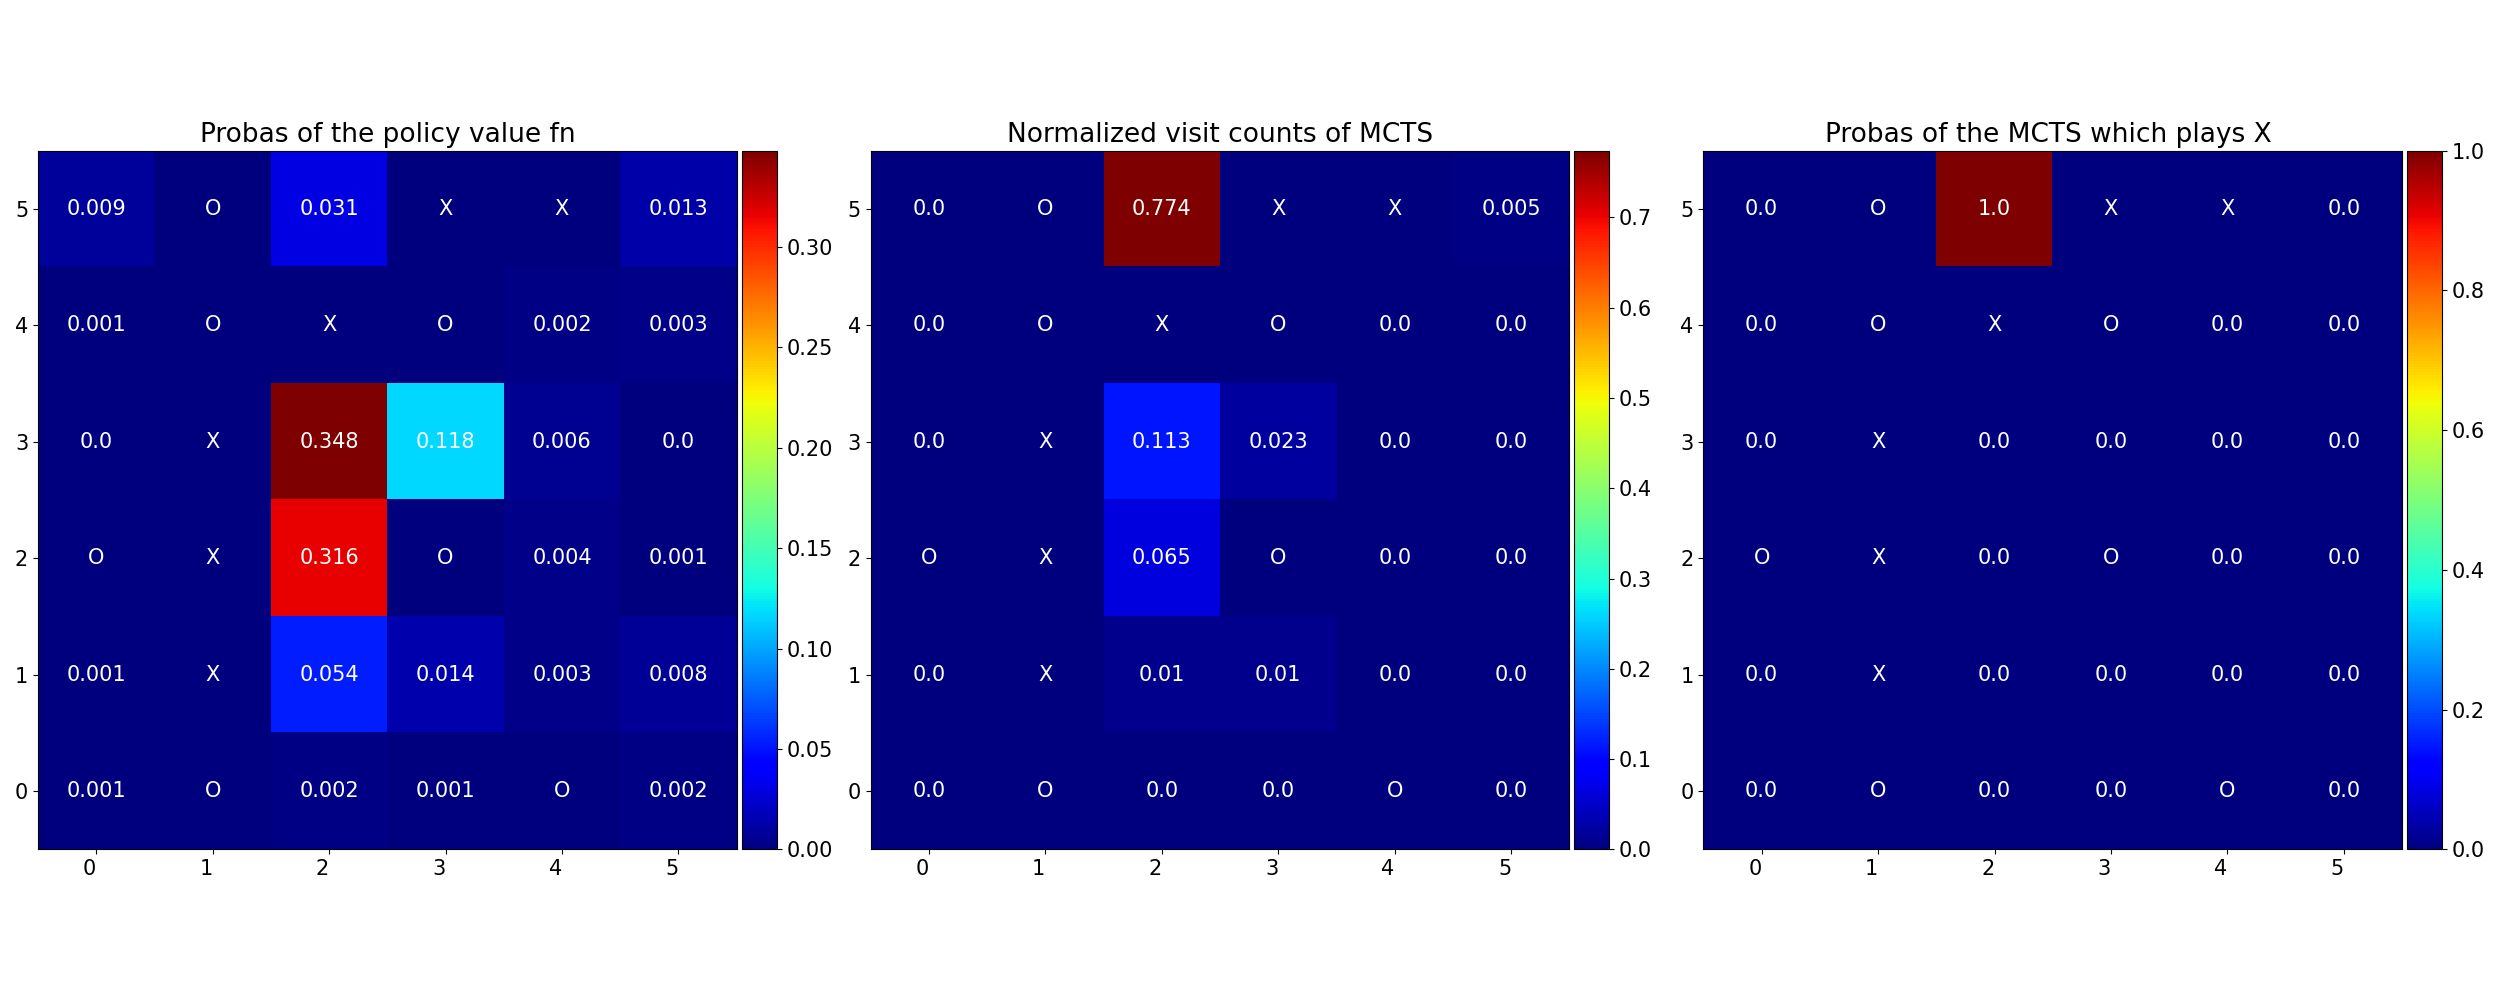 Probas of the policy value fn
5 0.009 O 0.031 X X 0.013
4 0.001 O X O 0.002 0.003
3 0.0 X 0.348 0.118 0.006 0.0
2 O X 0.316 O 0.004 0.001
1 0.001 X 0.054 0.014 0.003 0.008
0 0.001 O 0.002 0.001 O 0.002
0 1 2 3 4 5
0.30
0.25
0.20
0.15
0.10
0.05
0.00
Normalized visit counts of MCTS
5 0.0 O 0.774 X X 0.005
4 0.0 O X O 0.0 0.0
3 0.0 X 0.113 0.023 0.0 0.0
2 O X 0.065 O 0.0 0.0
1 0.0 X 0.01 0.01 0.0 0.0
0 0.0 O 0.0 0.0 O 0.0
0 1 2 3 4 5
0.7
0.6
0.5
0.4
0.3
0.2
0.1
0.0
Probas of the MCTS which plays X
5 0.0 O 1.0 X X 0.0
4 0.0 O X O 0.0 0.0
3 0.0 X 0.0 0.0 0.0 0.0
2 O X 0.0 O 0.0 0.0
1 0.0 X 0.0 0.0 0.0 0.0
0 0.0 O 0.0 0.0 O 0.0
0 1 2 3 4 5
1.0
0.8
0.6
0.4
0.2
0.0